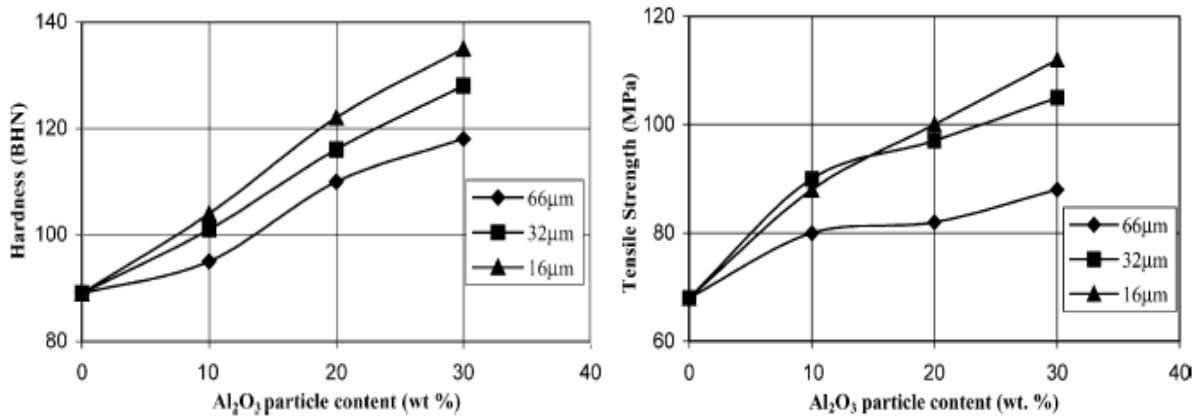 140
120
100
80
0 10 20 30 40
Hardness (BHN)
Al₂O₃ particle content (wt %)
66µm
32µm
16µm
120
100
80
60
0 10 20 30 40
Tensile Strength (MPa)
Al₂O₃ particle content (wt. %)
66µm
32µm
16µm